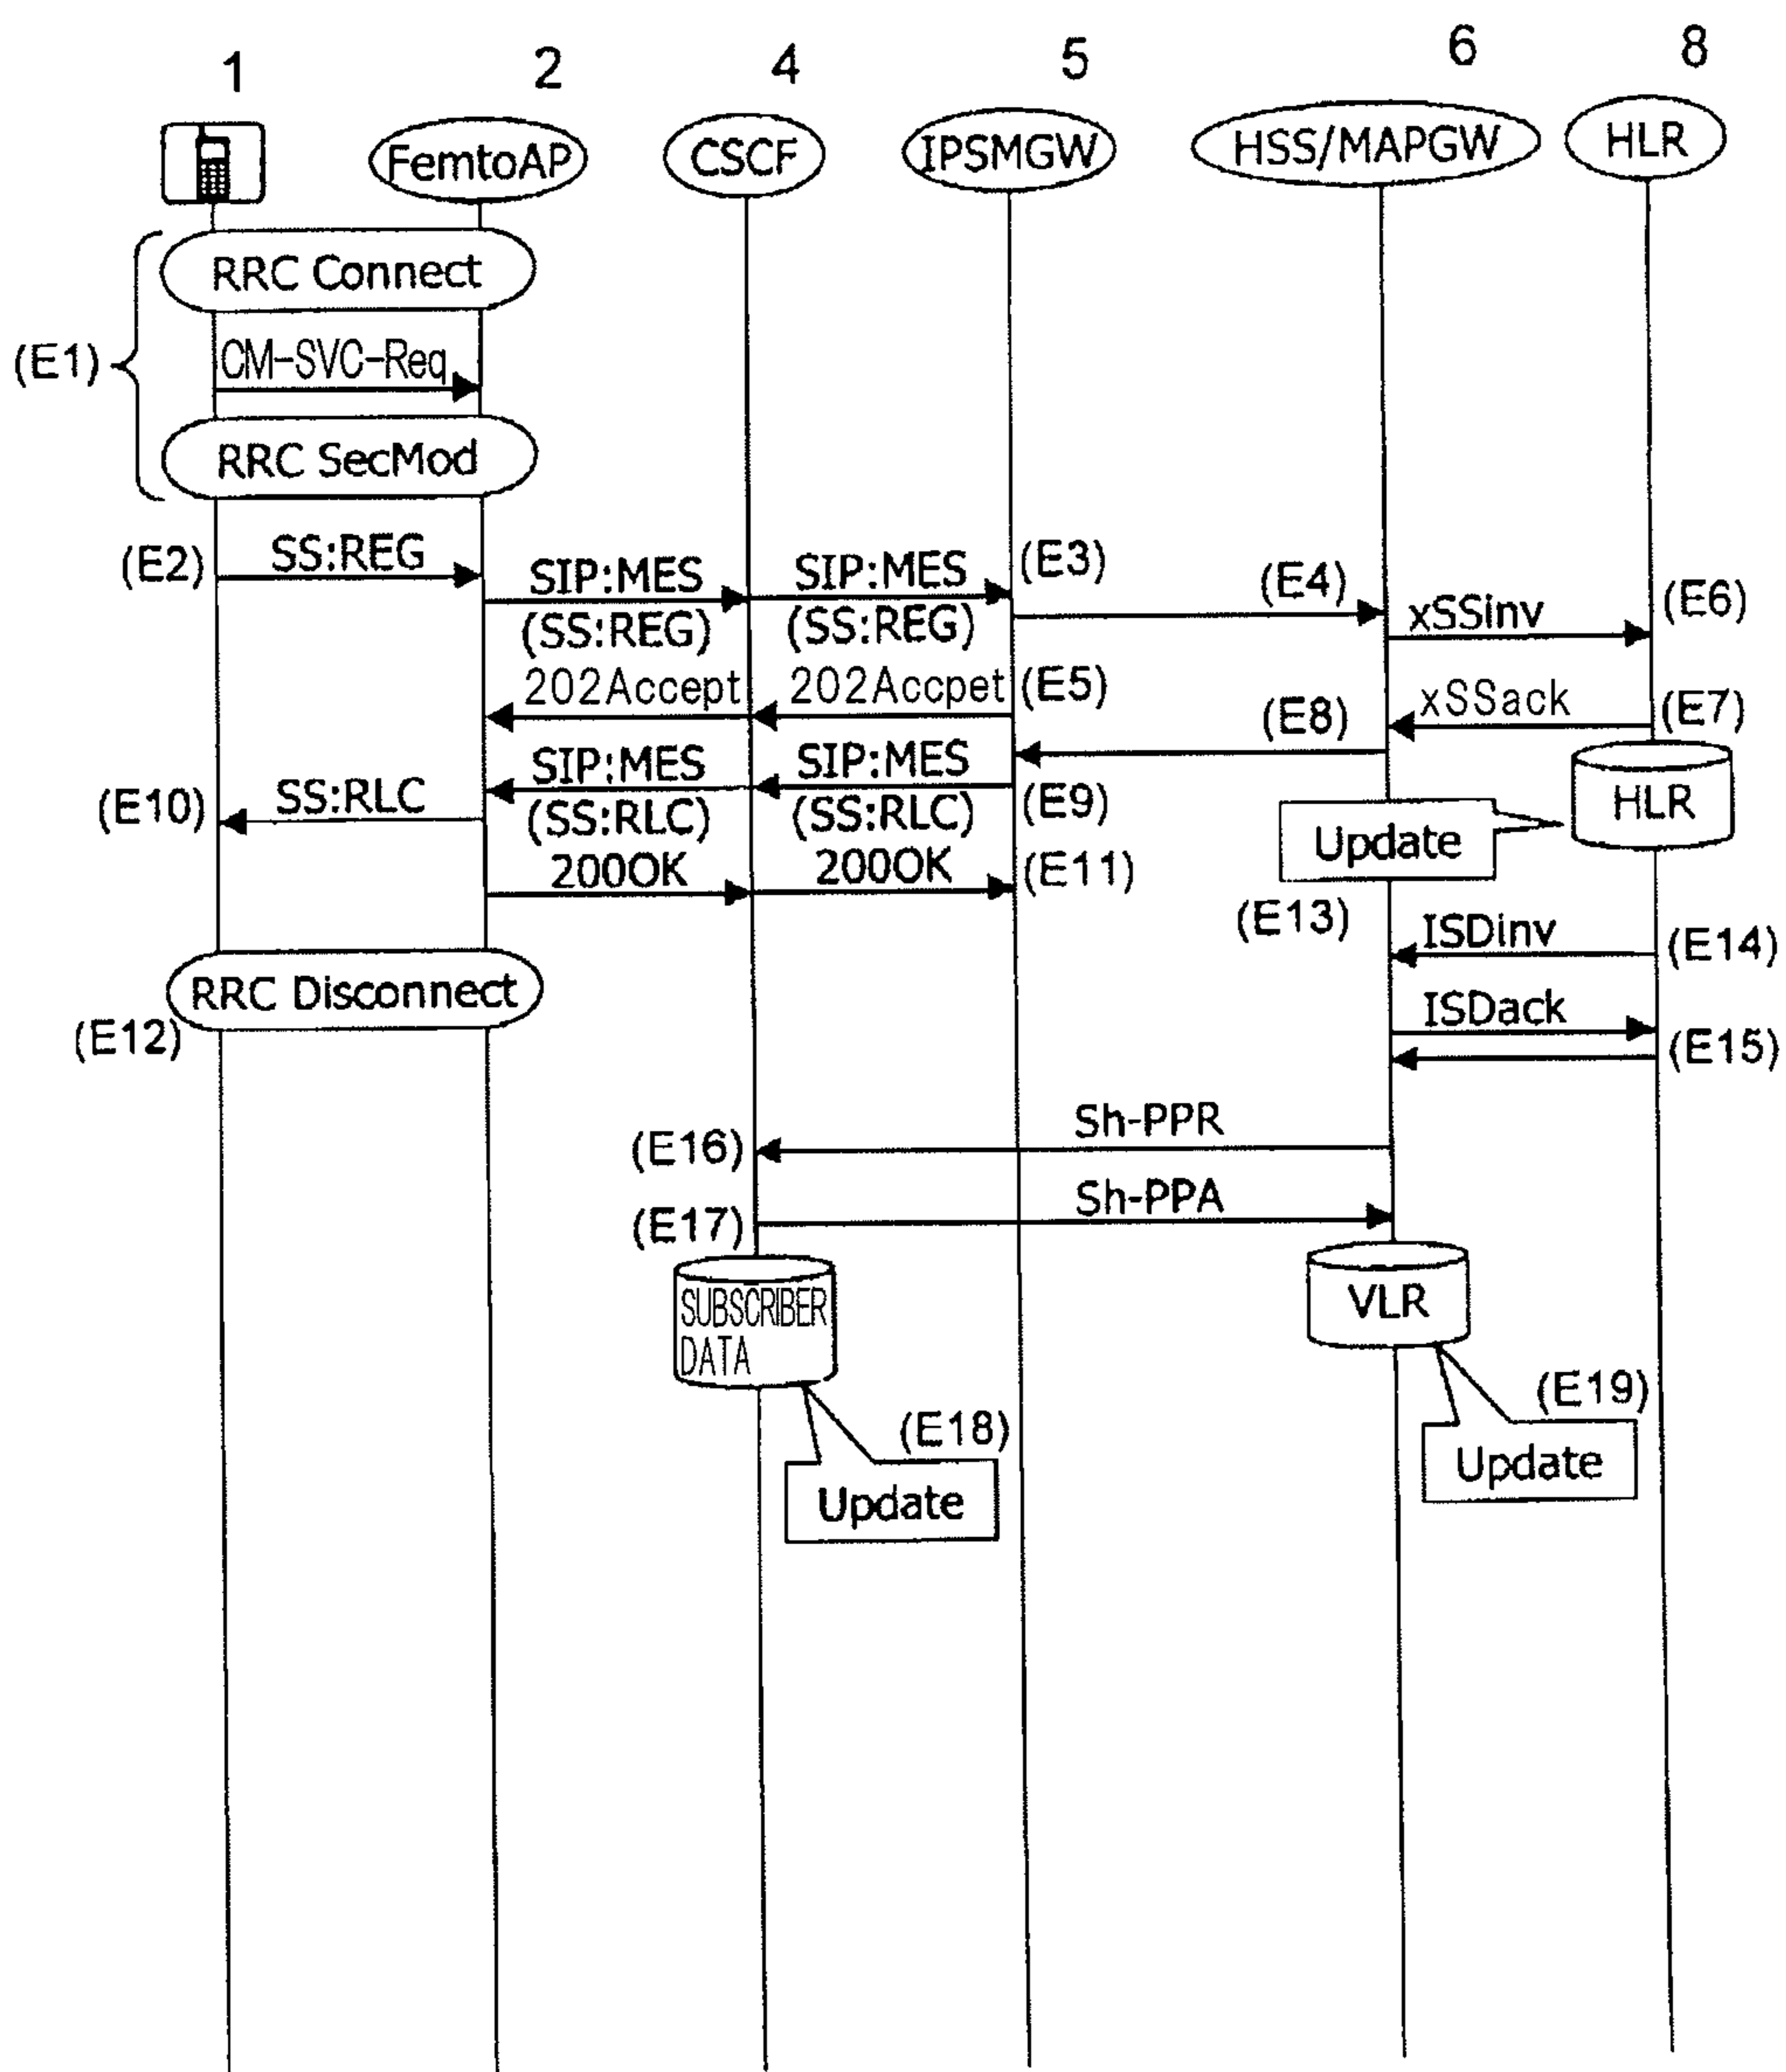 1 2 4 5 6 8
FemtoAP CSCF IPSMGW HSS/MAPGW HLR
RRC Connect
(E1)
CM-SVC-Req
RRC SecMod
(E2) SS:REG
SIP:MES SIP:MES (E3)
(SS:REG) (SS:REG)
(E4)
xSSinv (E6)
202Accept 202Accpet (E5)
(E8) xSSack (E7)
SIP:MES SIP:MES
(SS:RLC) (SS:RLC) (E9)
(E10) SS:RLC
HLR
Update
200OK 200OK (E11)
(E13)
ISDinv (E14)
RRC Disconnect
(E12)
ISDack
(E15)
Sh-PPR
(E16)
Sh-PPA
(E17)
SUBSCRIBER
DATA
VLR
(E18)
Update
(E19)
Update